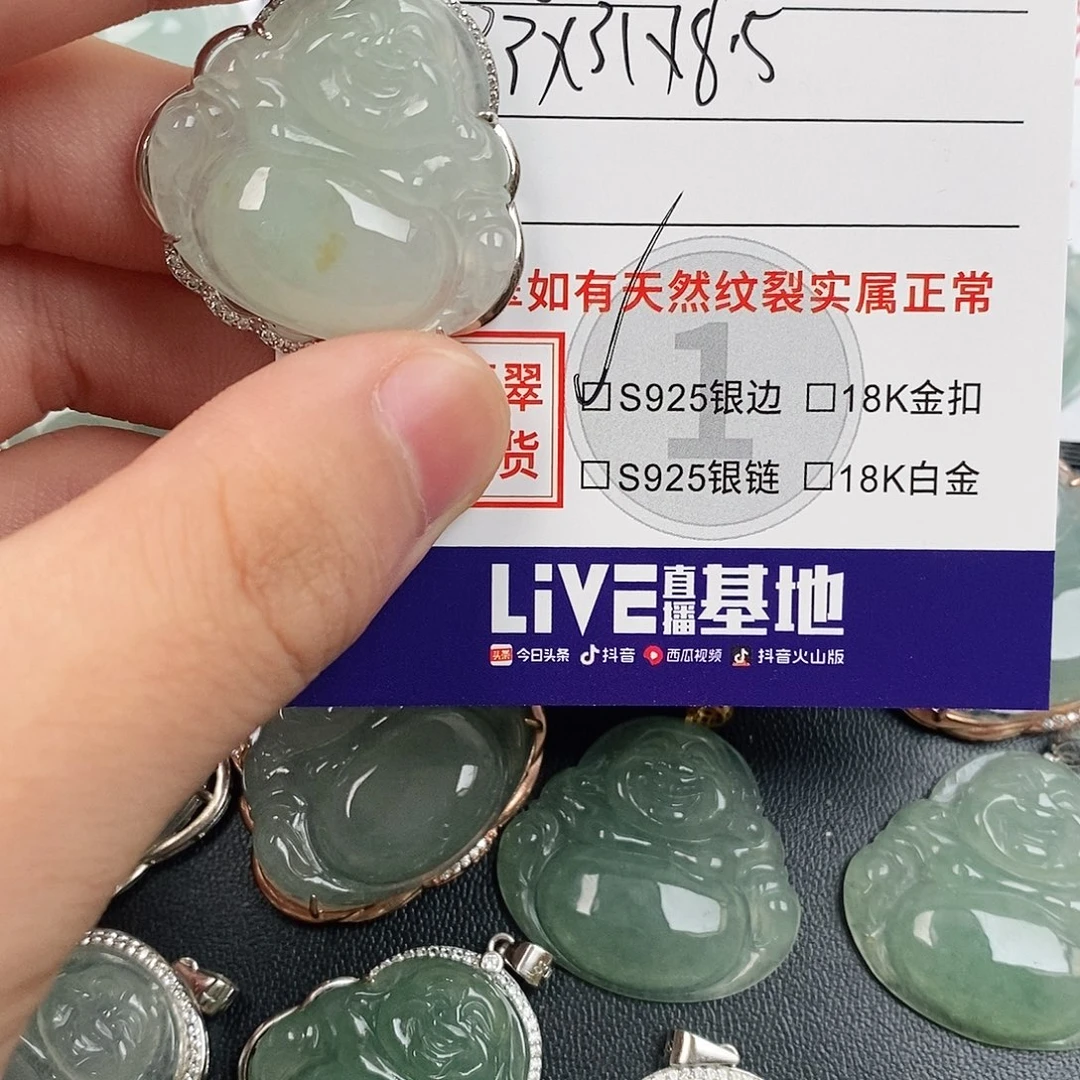 3X31X8.5
如有天然纹裂实属正常
翠
货
1
S925银边 18K金扣
S925银链 18K白金
LiVE直播基地
头条 今日头条 抖音 西瓜视频 抖音火山版